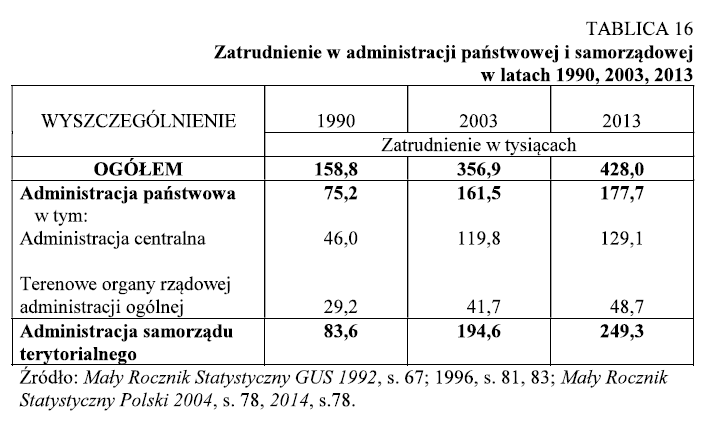 TABLICA 16
Zatrudnienie w administracji państwowej i samorządowej
w latach 1990, 2003, 2013
WYSZCZEGÓLNIENIE 1990 2003 2013
Zatrudnienie w tysiącach
OGÓŁEM 158,8 356,9 428,0
Administracja państwowa 75,2 161,5 177,7
w tym:
Administracja centralna 46,0 119,8 129,1
Terenowe organy rządowej
administracji ogólnej 29,2 41,7 48,7
Administracja samorządu 83,6 194,6 249,3
terytorialnego
Źródło: Mały Rocznik Statystyczny GUS 1992, s. 67; 1996, s. 81, 83; Mały Rocznik
Statystyczny Polski 2004, s. 78, 2014, s.78.